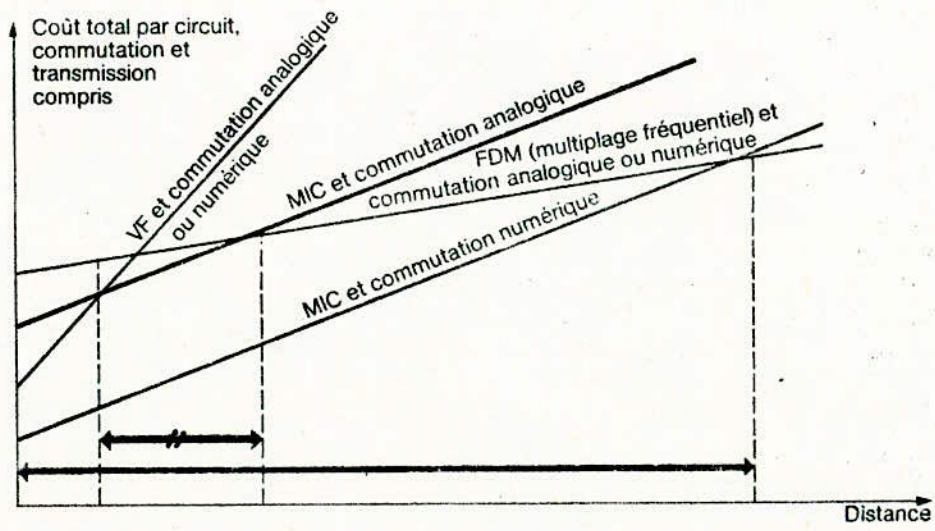 Coût total par circuit,
commutation et
transmission
compris
VF et commutation analogique
ou numérique
MIC et commutation analogique
FDM (multiplage fréquentiel) et
commutation analogique ou numérique
MIC et commutation numérique
Distance